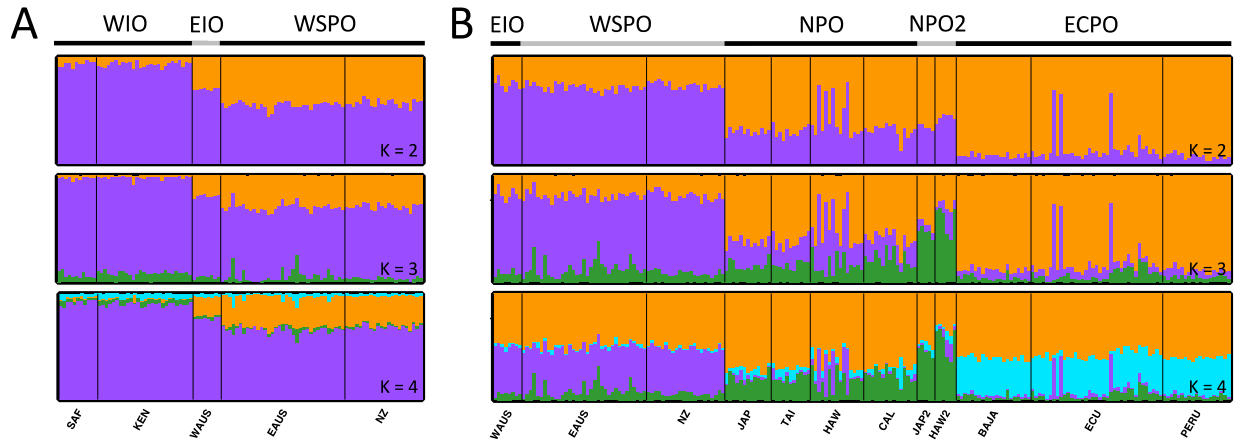 A
WIO EIO WSPO
K = 2
K = 3
K = 4
SAF KEN WAUS EAUS NZ
B
EIO WSPO NPO NPO2 ECPO
K = 2
K = 3
K = 4
WAUS EAUS NZ JAP TAI HAW CAL JAP2 HAW2 BAJA ECU PERU